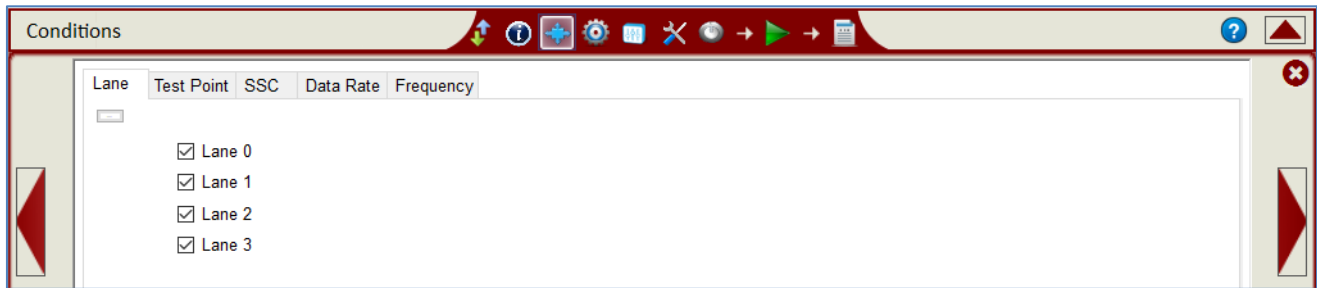 Conditions
Lane Test Point SSC Data Rate Frequency
Lane 0
Lane 1
Lane 2
Lane 3